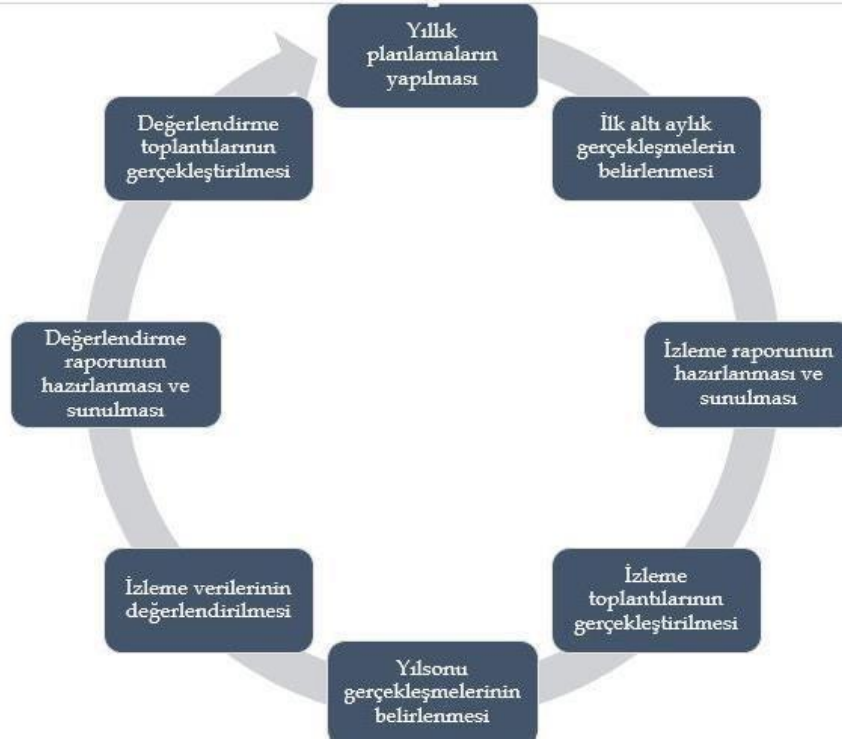 Yıllık
planlamaların
yapılması
İlk altı aylık
gerçekleşmelerin
belirlenmesi
İzleme raporunun
hazırlanması ve
sunulması
İzleme
toplantılarının
gerçekleştirilmesi
Yılsonu
gerçekleşmelerinin
belirlenmesi
İzleme verilerinin
değerlendirilmesi
Değerlendirme
raporunun
hazırlanması ve
sunulması
Değerlendirme
toplantılarının
gerçekleştirilmesi